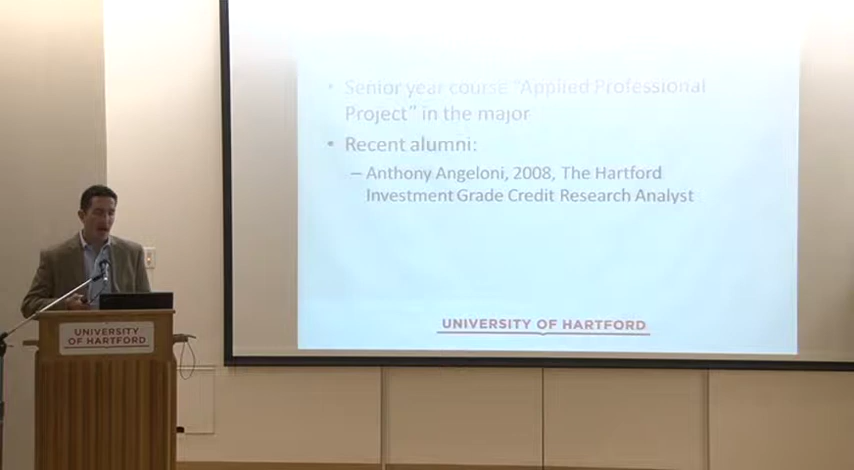 • Senior year course "Applied Professional
Project" in the major
• Recent alumni:
– Anthony Angeloni, 2008, The Hartford
Investment Grade Credit Research Analyst
UNIVERSITY OF HARTFORD
UNIVERSITY
OF HARTFORD